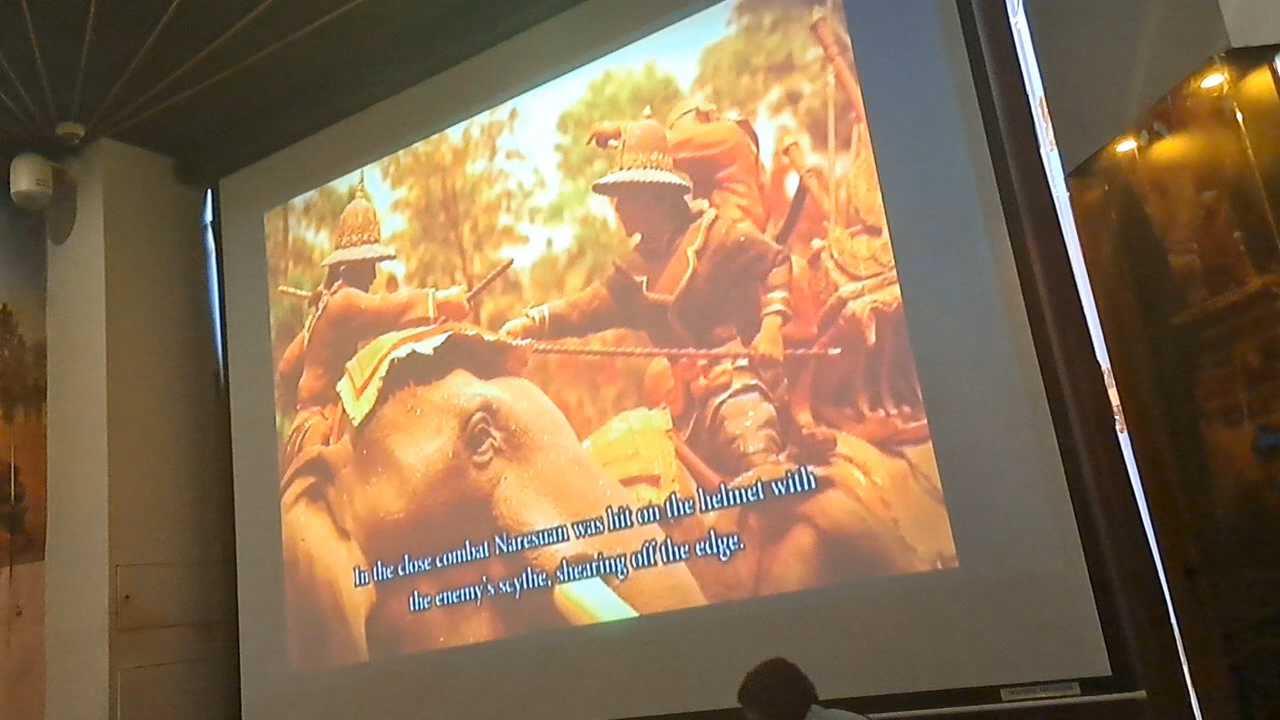 In the close combat Naresuan was hit on the helmet with
the enemy's scythe, shearing off the edge.